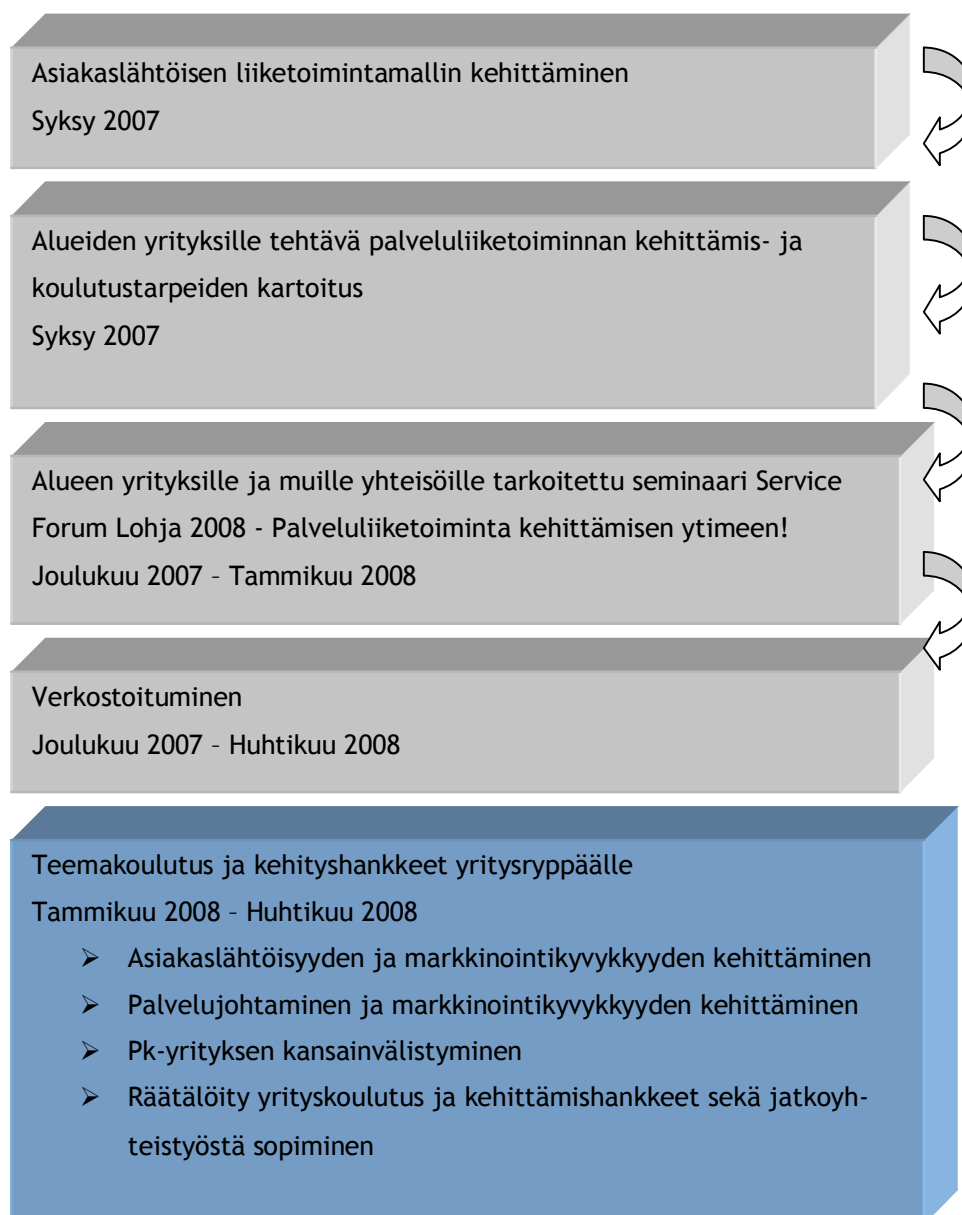 Asiakaslähtöisen liiketoimintamallin kehittäminen
Syksy 2007
Alueiden yrityksille tehtävä palveluliiketoiminnan kehittämis- ja
koulutustarpeiden kartoitus
Syksy 2007
Alueen yrityksille ja muille yhteisöille tarkoitettu seminaari Service
Forum Lohja 2008 - Palveluliiketoiminta kehittämisen ytimeen!
Joulukuu 2007 – Tammikuu 2008
Verkostoituminen
Joulukuu 2007 – Huhtikuu 2008
Teemakoulutus ja kehityshankkeet yritysryppäälle
Tammikuu 2008 – Huhtikuu 2008
➢ Asiakaslähtöisyyden ja markkinointikyvykkyyden kehittäminen
➢ Palvelujohtaminen ja markkinointikyvykkyyden kehittäminen
➢ Pk-yrityksen kansainvälistyminen
➢ Räätälöity yrityskoulutus ja kehittämishankkeet sekä jatkoyh-
teistyöstä sopiminen